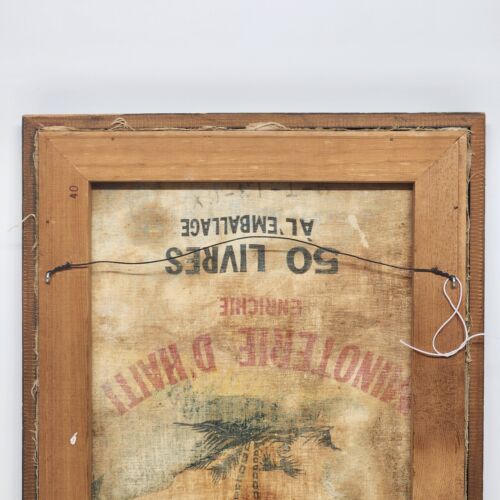 MINOTERIE D'HAITI
ENRICHIE
50 LIVRES
A L'EMBALLAGE
40